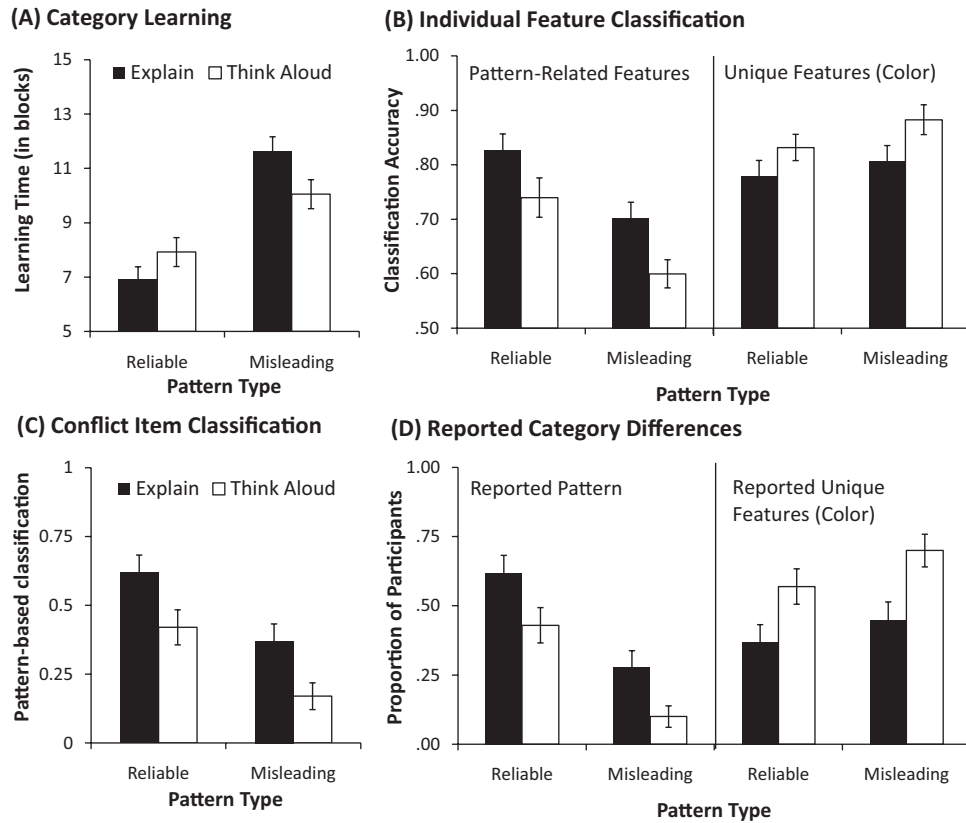 (A) Category Learning
Explain Think Aloud
15
13
11
9
7
5
Learning Time (in blocks)
Reliable Misleading
Pattern Type
(B) Individual Feature Classification
Pattern-Related Features Unique Features (Color)
1.00
.90
.80
.70
.60
.50
Classification Accuracy
Reliable Misleading Reliable Misleading
Pattern Type
(C) Conflict Item Classification
Explain Think Aloud
1
0.75
0.5
0.25
0
Pattern-based classification
Reliable Misleading
Pattern Type
(D) Reported Category Differences
Reported Pattern
Reported Unique
Features (Color)
1.00
.75
.50
.25
.00
Proportion of Participants
Reliable Misleading Reliable Misleading
Pattern Type